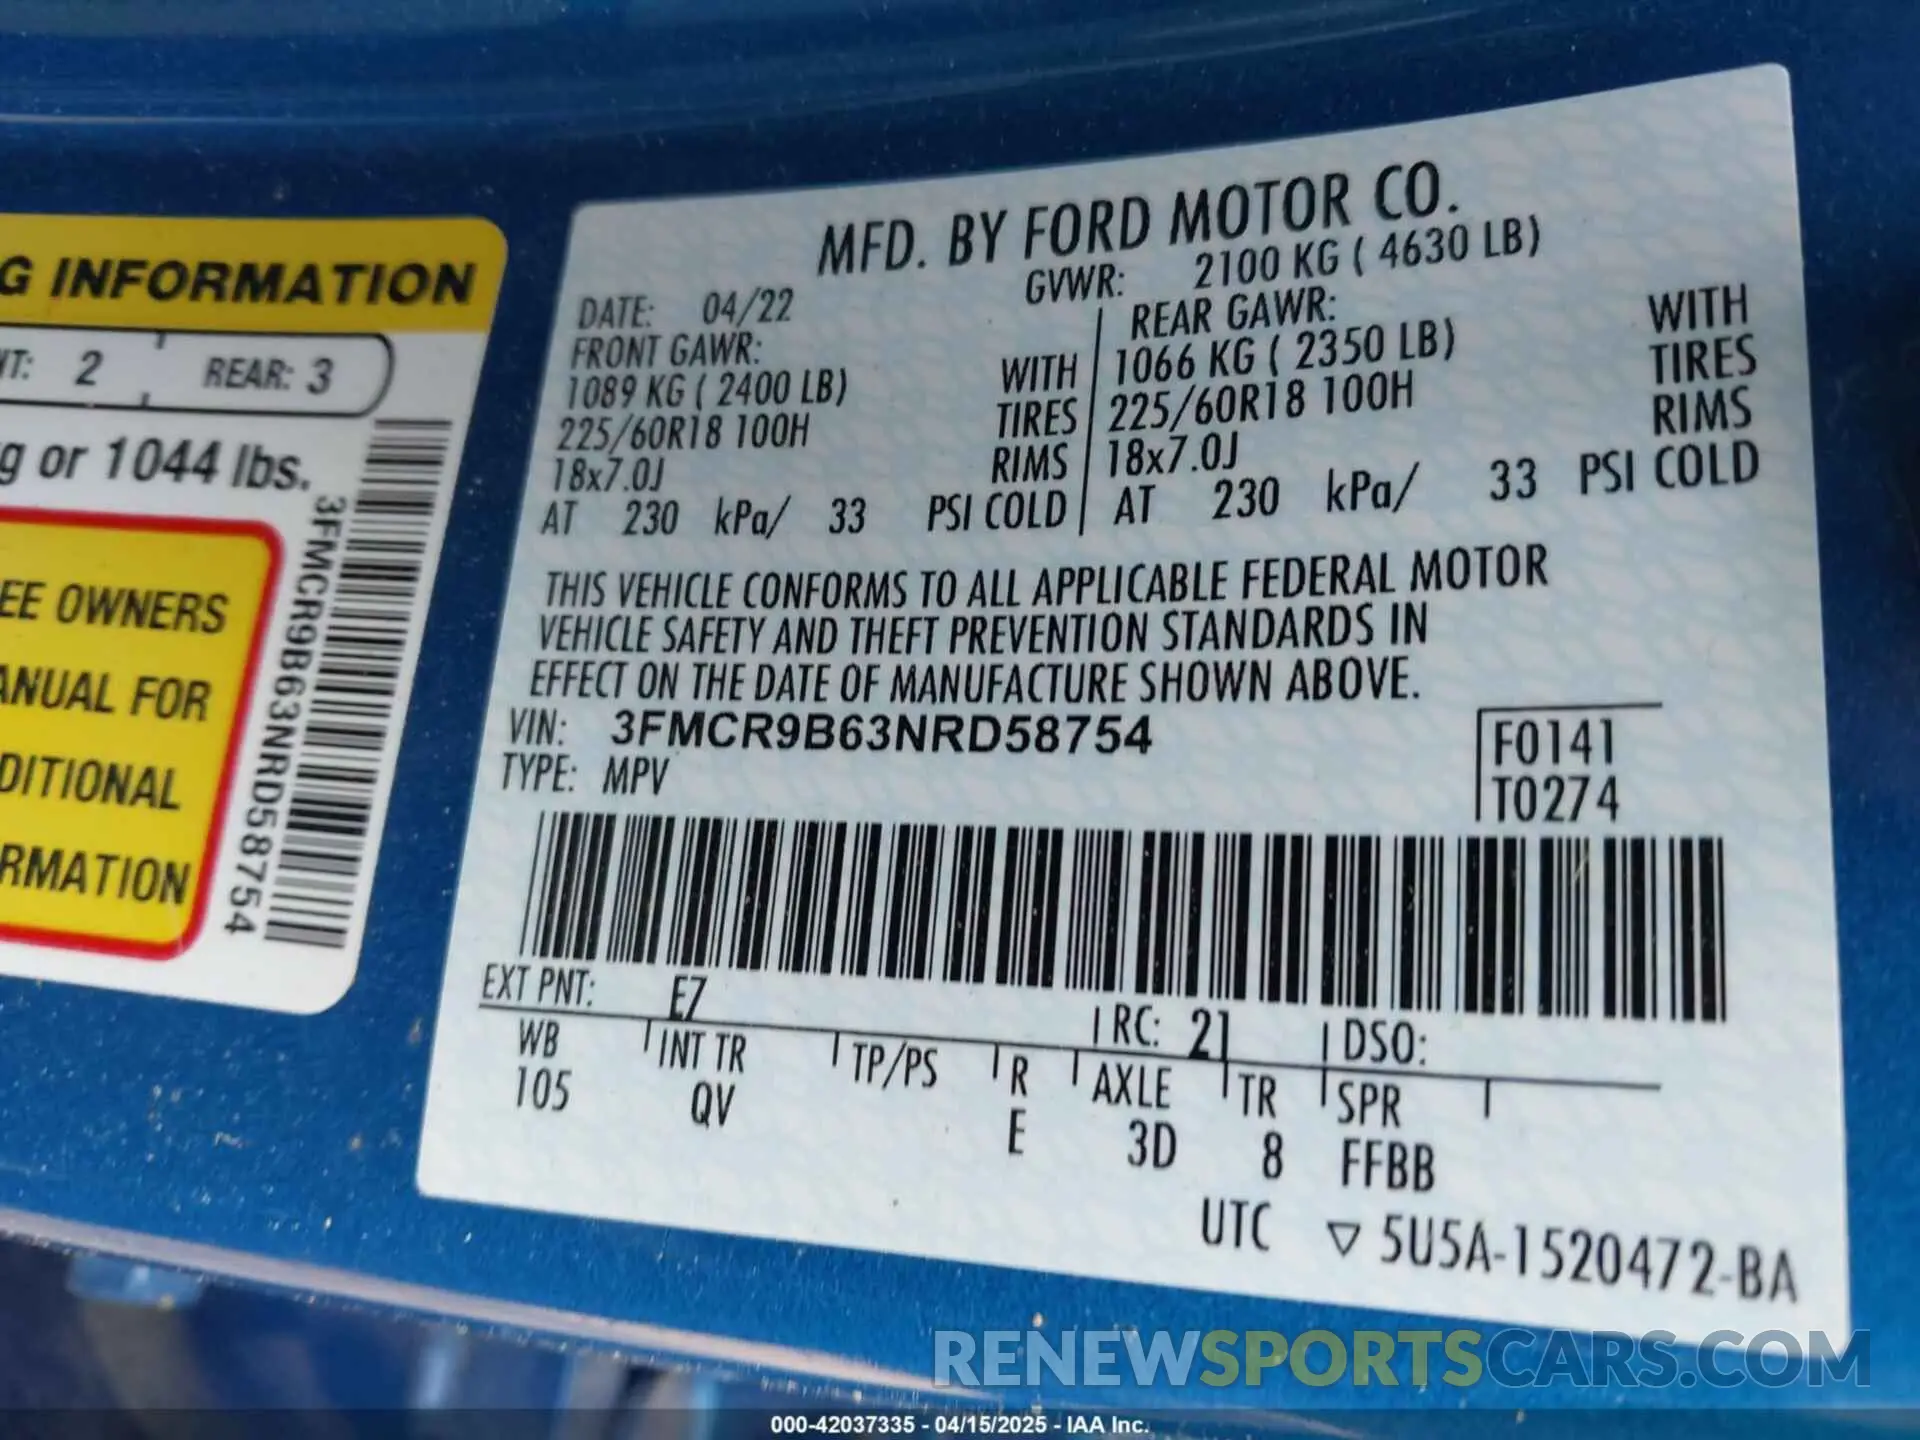 G INFORMATION
NT: 2 REAR: 3
g or 1044 lbs.
3FMCR9B63NRD58754
EE OWNERS
ANUAL FOR
DITIONAL
RMATION
MFD. BY FORD MOTOR CO.
DATE: 04/22 GVWR: 2100 KG ( 4630 LB)
FRONT GAWR: REAR GAWR:
1089 KG ( 2400 LB) WITH 1066 KG ( 2350 LB) WITH
225/60R18 100H TIRES 225/60R18 100H TIRES
18x7.0J RIMS 18x7.0J RIMS
AT 230 kPa/ 33 PSI COLD AT 230 kPa/ 33 PSI COLD
THIS VEHICLE CONFORMS TO ALL APPLICABLE FEDERAL MOTOR
VEHICLE SAFETY AND THEFT PREVENTION STANDARDS IN
EFFECT ON THE DATE OF MANUFACTURE SHOWN ABOVE.
VIN: 3FMCR9B63NRD58754 F0141
TYPE: MPV T0274
EXT PNT: E7 RC: 21 DSO:
WB INT TR TP/PS R AXLE TR SPR
105 QV E 3D 8 FFBB
UTC ▽ 5U5A-1520472-BA
RENEWSPORTSCARS.COM
000-42037335 - 04/15/2025 - IAA Inc.